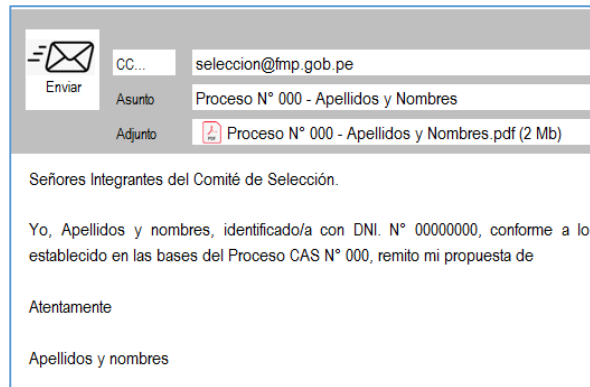 Enviar
CC... seleccion@fmp.gob.pe
Asunto Proceso N° 000 - Apellidos y Nombres
Adjunto PDF Proceso N° 000 - Apellidos y Nombres.pdf (2 Mb)
Señores Integrantes del Comité de Selección.
Yo, Apellidos y nombres, identificado/a con DNI. N° 00000000, conforme a lo
establecido en las bases del Proceso CAS N° 000, remito mi propuesta de
Atentamente
Apellidos y nombres